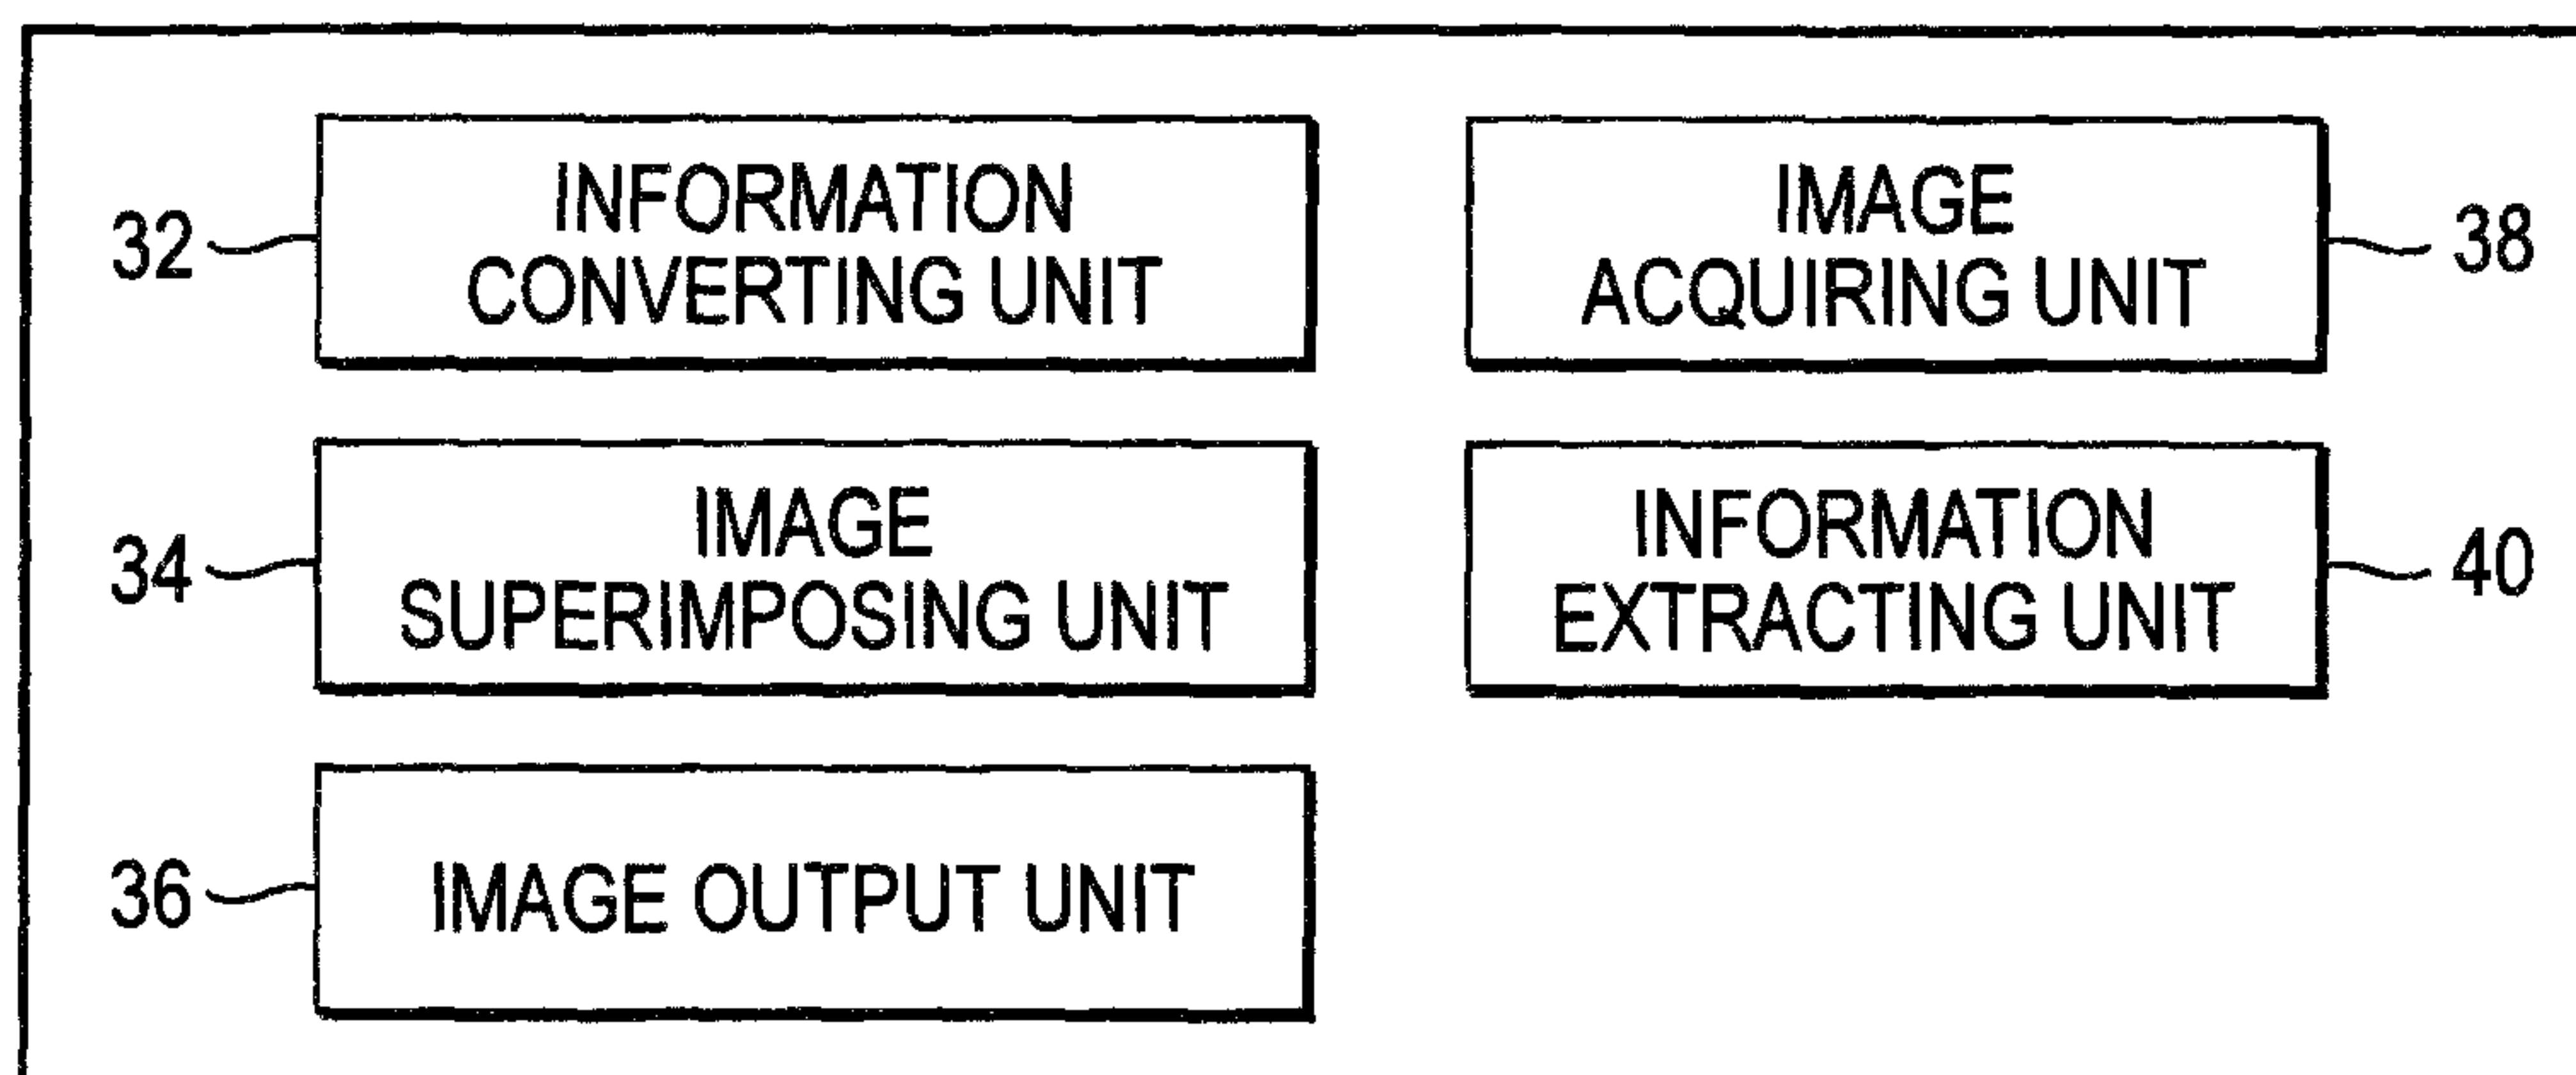 32
INFORMATION
CONVERTING UNIT
IMAGE
ACQUIRING UNIT
38
34
IMAGE
SUPERIMPOSING UNIT
INFORMATION
EXTRACTING UNIT
40
36
IMAGE OUTPUT UNIT